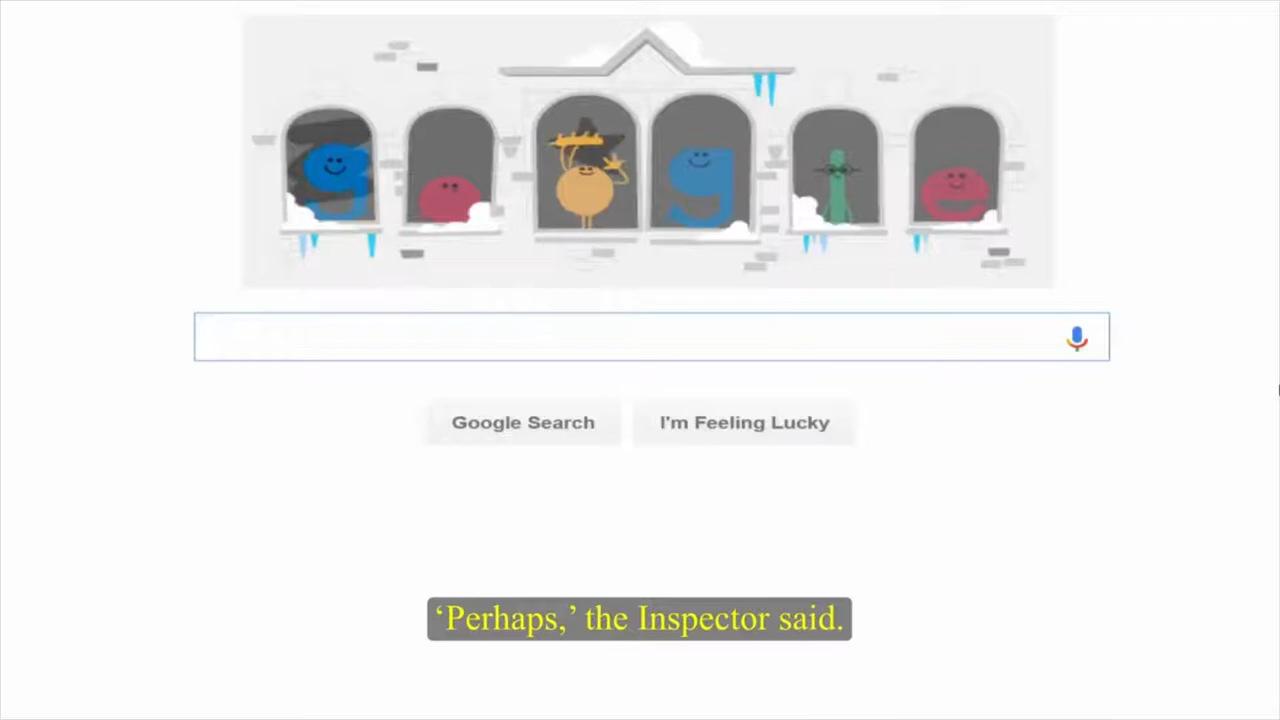 Google Search
I'm Feeling Lucky
‘Perhaps,’ the Inspector said.